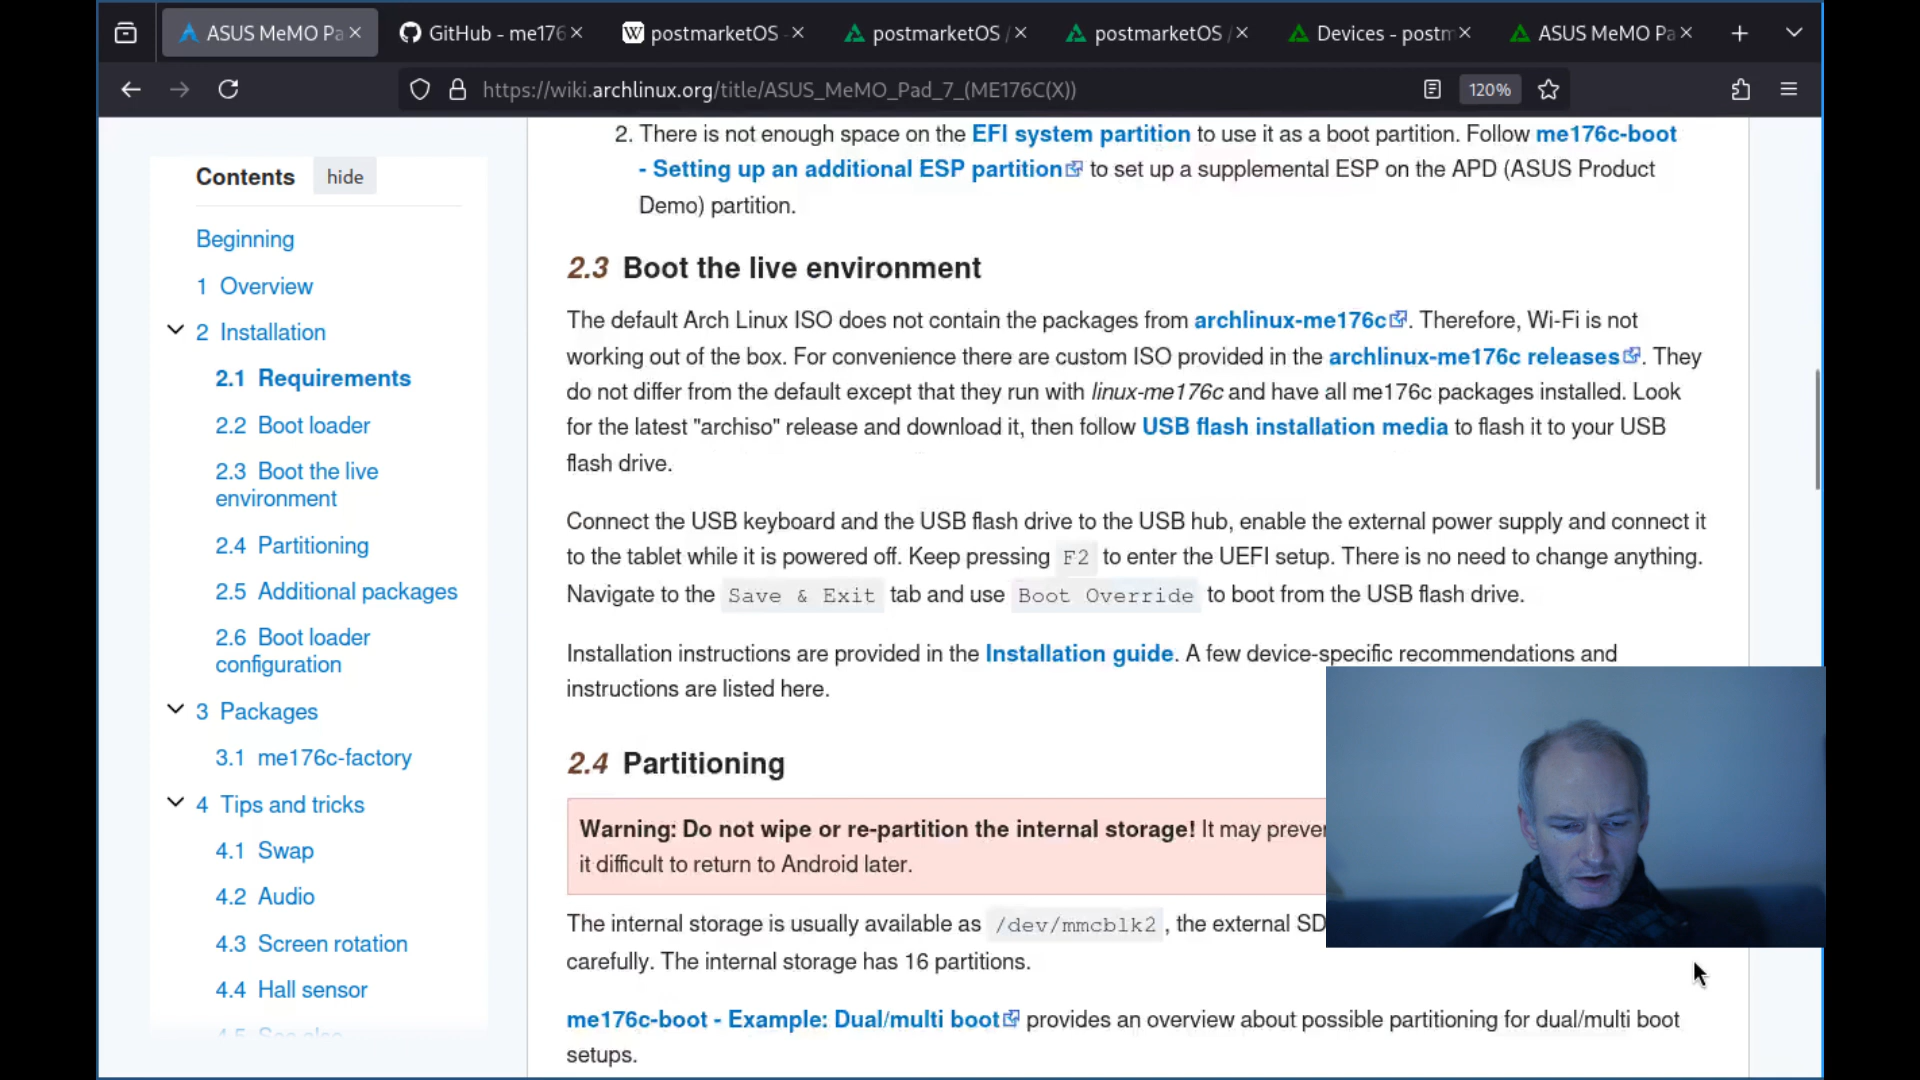 ASUS MeMO Pa
GitHub - me176
postmarketOS -
postmarketOS /
postmarketOS /
Devices - postm
ASUS MeMO Pa
https://wiki.archlinux.org/title/ASUS_MeMO_Pad_7_(ME176C(X))
120%
Contents
hide
Beginning
1 Overview
2 Installation
2.1 Requirements
2.2 Boot loader
2.3 Boot the live
environment
2.4 Partitioning
2.5 Additional packages
2.6 Boot loader
configuration
3 Packages
3.1 me176c-factory
4 Tips and tricks
4.1 Swap
4.2 Audio
4.3 Screen rotation
4.4 Hall sensor
4.5 See also
2. There is not enough space on the EFI system partition to use it as a boot partition. Follow me176c-boot
- Setting up an additional ESP partition to set up a supplemental ESP on the APD (ASUS Product
Demo) partition.
2.3 Boot the live environment
The default Arch Linux ISO does not contain the packages from archlinux-me176c. Therefore, Wi-Fi is not
working out of the box. For convenience there are custom ISO provided in the archlinux-me176c releases. They
do not differ from the default except that they run with linux-me176c and have all me176c packages installed. Look
for the latest "archiso" release and download it, then follow USB flash installation media to flash it to your USB
flash drive.
Connect the USB keyboard and the USB flash drive to the USB hub, enable the external power supply and connect it
to the tablet while it is powered off. Keep pressing F2 to enter the UEFI setup. There is no need to change anything.
Navigate to the Save & Exit tab and use Boot Override to boot from the USB flash drive.
Installation instructions are provided in the Installation guide. A few device-specific recommendations and
instructions are listed here.
2.4 Partitioning
Warning: Do not wipe or re-partition the internal storage! It may preven
it difficult to return to Android later.
The internal storage is usually available as /dev/mmcblk2, the external SD
carefully. The internal storage has 16 partitions.
me176c-boot - Example: Dual/multi boot provides an overview about possible partitioning for dual/multi boot
setups.